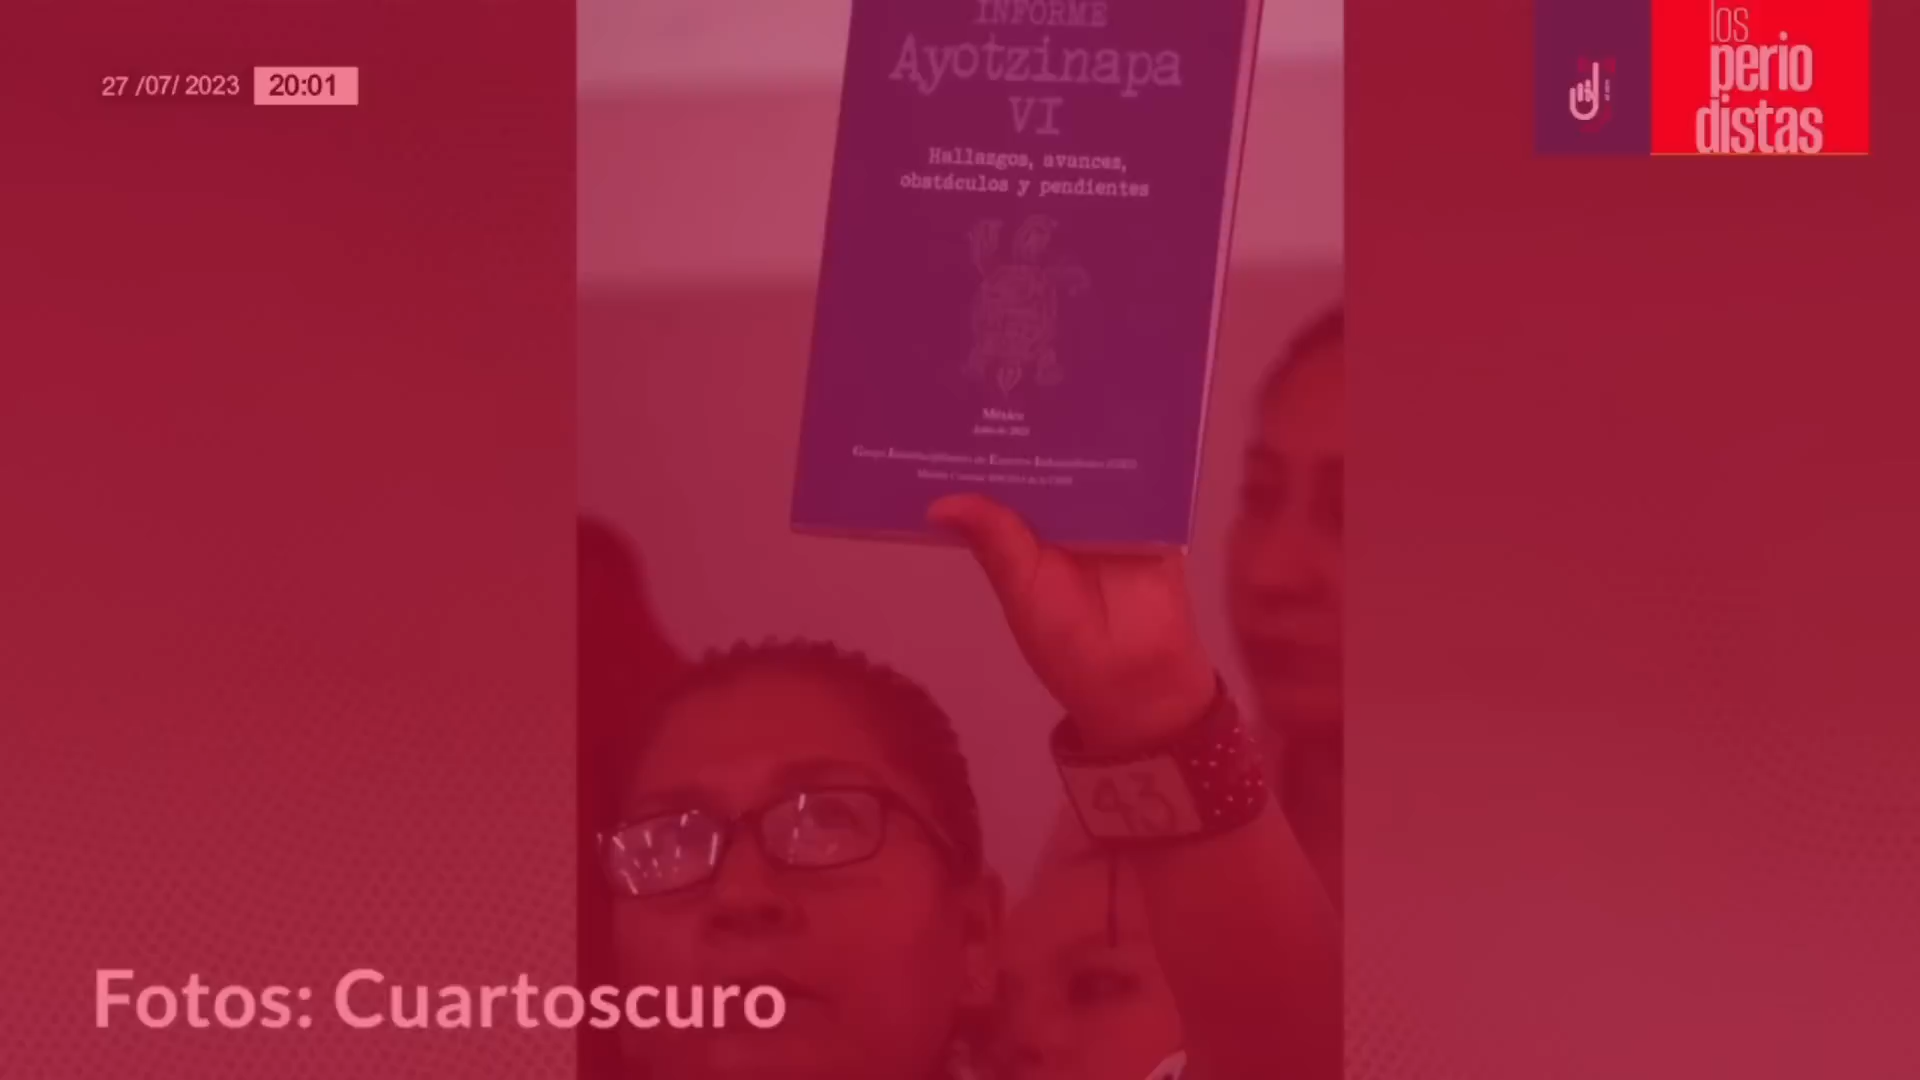 27 /07/ 2023 20:01
los
perio
distas
INFORME
Ayotzinapa
VI
Hallazgos, avances,
obstáculos y pendientes
México
43
Fotos: Cuartoscuro